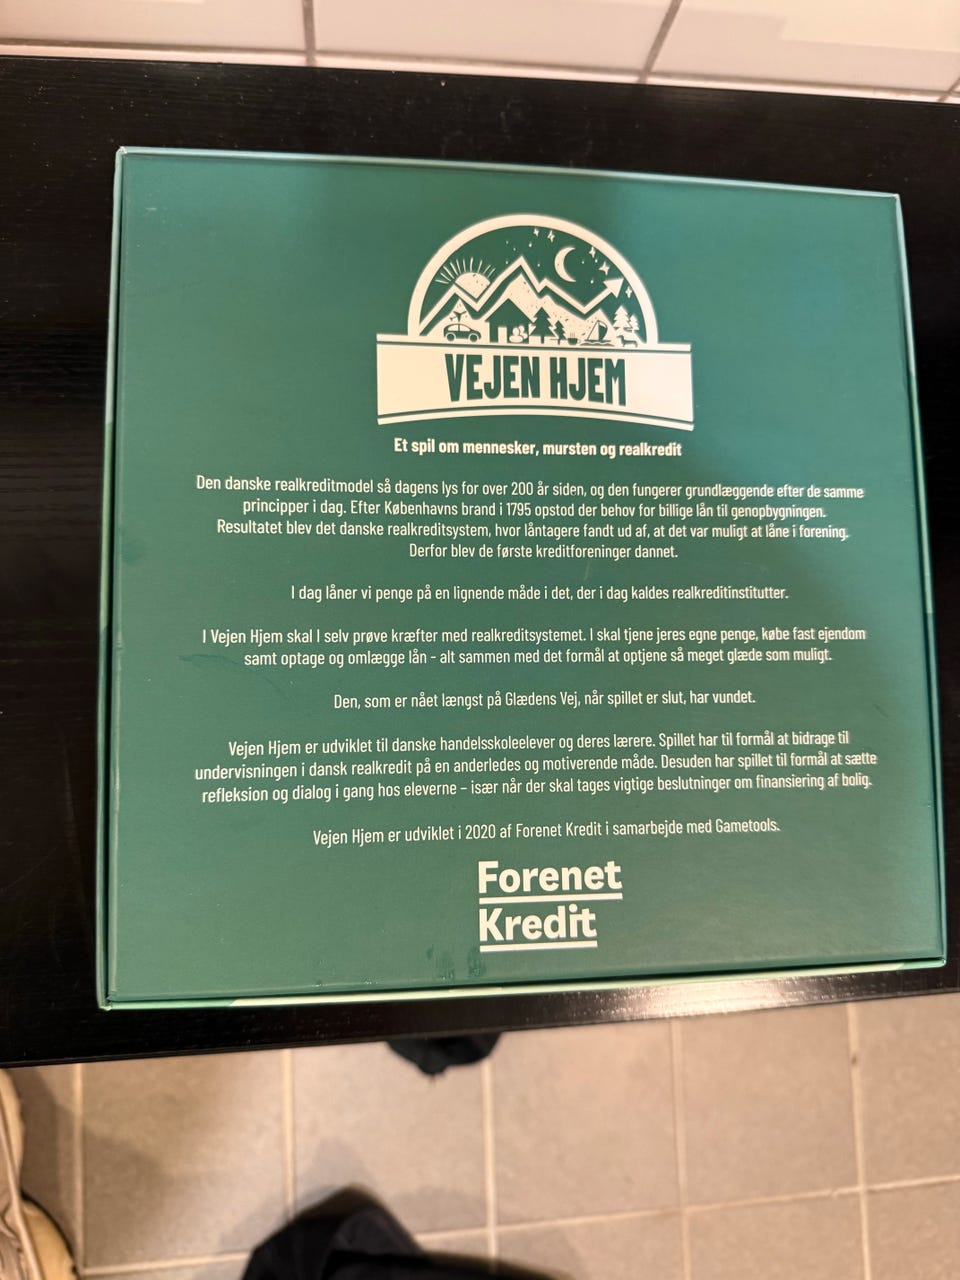 VEJEN HJEM
Et spil om mennesker, mursten og realkredit
Den danske realkreditmodel så dagens lys for over 200 år siden, og den fungerer grundlæggende efter de samme
principper i dag. Efter Københavns brand i 1795 opstod der behov for billige lån til genopbygningen.
Resultatet blev det danske realkreditsystem, hvor låntagere fandt ud af, at det var muligt at låne i forening.
Derfor blev de første kreditforeninger dannet.
I dag låner vi penge på en lignende måde i det, der i dag kaldes realkreditinstitutter.
I Vejen Hjem skal I selv prøve kræfter med realkreditsystemet. I skal tjene jeres egne penge, købe fast ejendom
samt optage og omlægge lån - alt sammen med det formål at optjene så meget glæde som muligt.
Den, som er nået længst på Glædens Vej, når spillet er slut, har vundet.
Vejen Hjem er udviklet til danske handelsskoleelever og deres lærere. Spillet har til formål at bidrage til
undervisningen i dansk realkredit på en anderledes og motiverende måde. Desuden har spillet til formål at sætte
refleksion og dialog i gang hos eleverne – især når der skal tages vigtige beslutninger om finansiering af bolig.
Vejen Hjem er udviklet i 2020 af Forenet Kredit i samarbejde med Gametools.
Forenet
Kredit